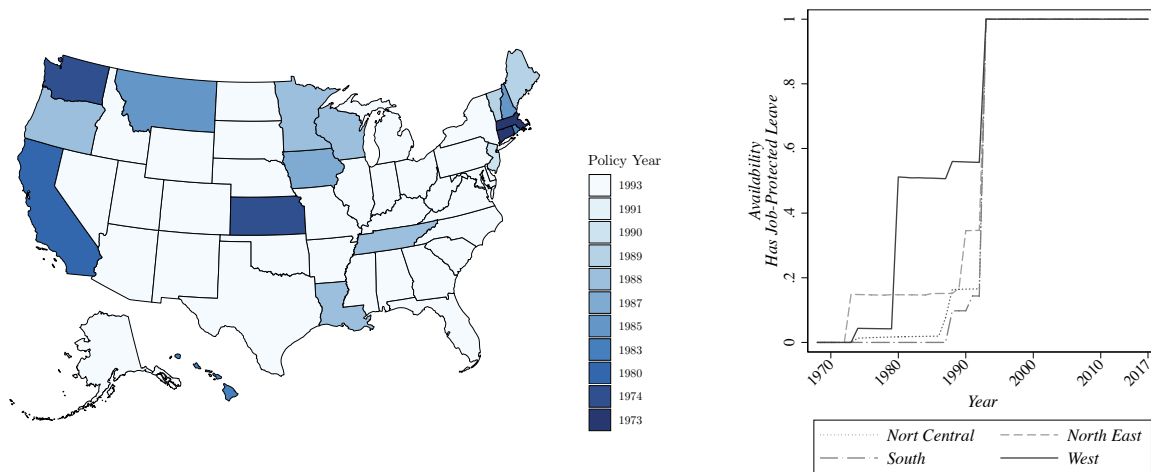 Policy Year
1993
1991
1990
1989
1988
1987
1985
1983
1980
1974
1973
Availability
Has Job-Protected Leave
1
.8
.6
.4
.2
0
1970 1980 1990 2000 2010 2017
Year
Nort Central North East
South West